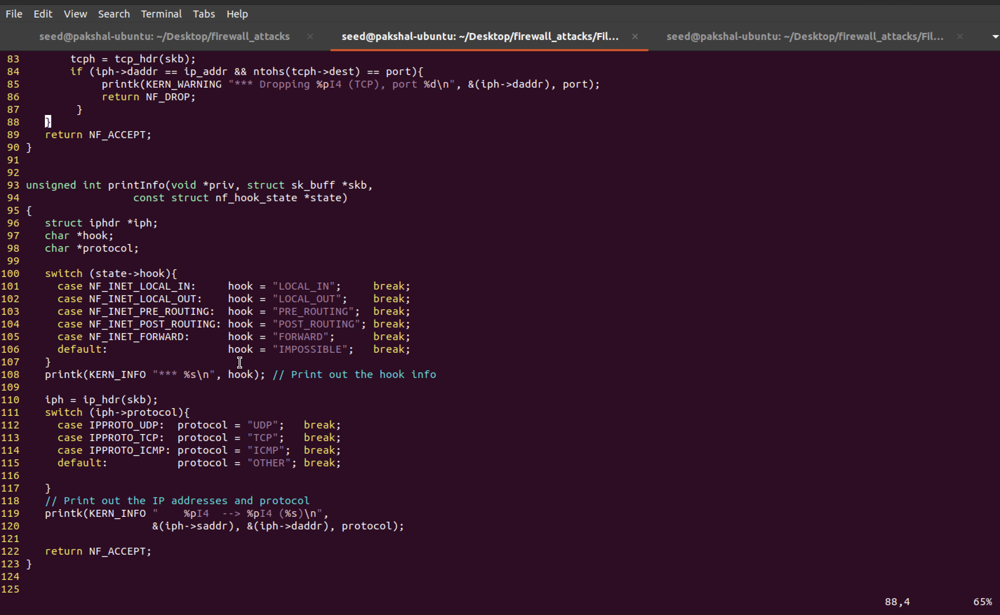 File Edit View Search Terminal Tabs Help
seed@pakshal-ubuntu: ~/Desktop/firewall_attacks × seed@pakshal-ubuntu: ~/Desktop/firewall_attacks/Fil... × seed@pakshal-ubuntu: ~/Desktop/firewall_attacks/Fil... ×
83        tcph = tcp_hdr(skb);
84        if (iph->daddr == ip_addr && ntohs(tcph->dest) == port){
85             printk(KERN_WARNING "*** Dropping %pI4 (TCP), port %d\n", &(iph->daddr), port);
86             return NF_DROP;
87         }
88    }
89    return NF_ACCEPT;
90 }
91
92
93 unsigned int printInfo(void *priv, struct sk_buff *skb,
94                  const struct nf_hook_state *state)
95 {
96    struct iphdr *iph;
97    char *hook;
98    char *protocol;
99
100    switch (state->hook){
101      case NF_INET_LOCAL_IN:     hook = "LOCAL_IN";     break;
102      case NF_INET_LOCAL_OUT:    hook = "LOCAL_OUT";    break;
103      case NF_INET_PRE_ROUTING:  hook = "PRE_ROUTING";  break;
104      case NF_INET_POST_ROUTING: hook = "POST_ROUTING"; break;
105      case NF_INET_FORWARD:      hook = "FORWARD";      break;
106      default:                   hook = "IMPOSSIBLE";   break;
107    }
108    printk(KERN_INFO "*** %s\n", hook); // Print out the hook info
109
110    iph = ip_hdr(skb);
111    switch (iph->protocol){
112      case IPPROTO_UDP:  protocol = "UDP";   break;
113      case IPPROTO_TCP:  protocol = "TCP";   break;
114      case IPPROTO_ICMP: protocol = "ICMP";  break;
115      default:           protocol = "OTHER"; break;
116
117    }
118    // Print out the IP addresses and protocol
119    printk(KERN_INFO "    %pI4  --> %pI4 (%s)\n",
120                     &(iph->saddr), &(iph->daddr), protocol);
121
122    return NF_ACCEPT;
123 }
124
125
88,4 65%